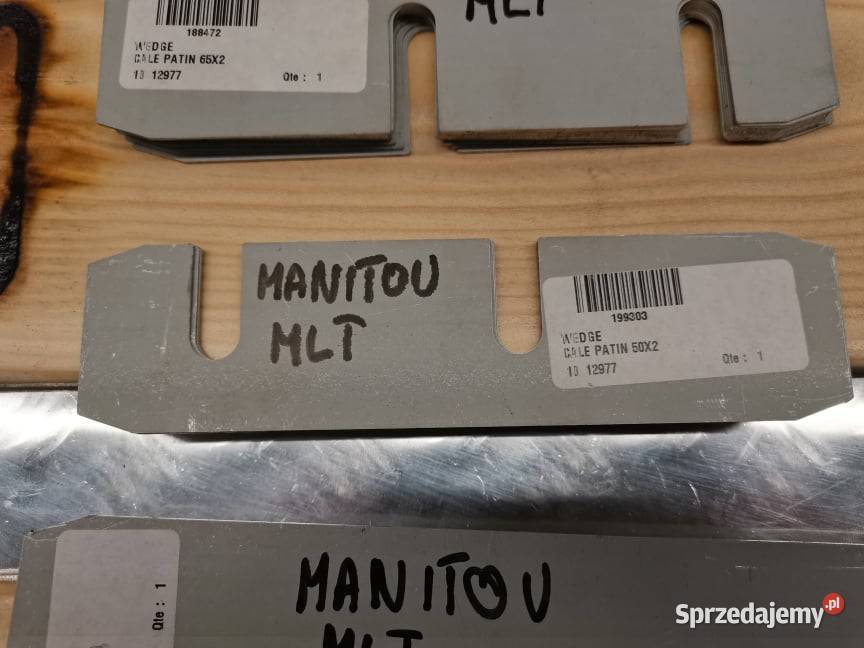 188472
WEDGE
CALE PATIN 65X2
10 12977 Qte : 1
MLT
MANITOU
MLT
199303
WEDGE
CALE PATIN 50X2
10 12977 Qte : 1
Qte : 1
MANITOU
MLT
Sprzedajemy.pl